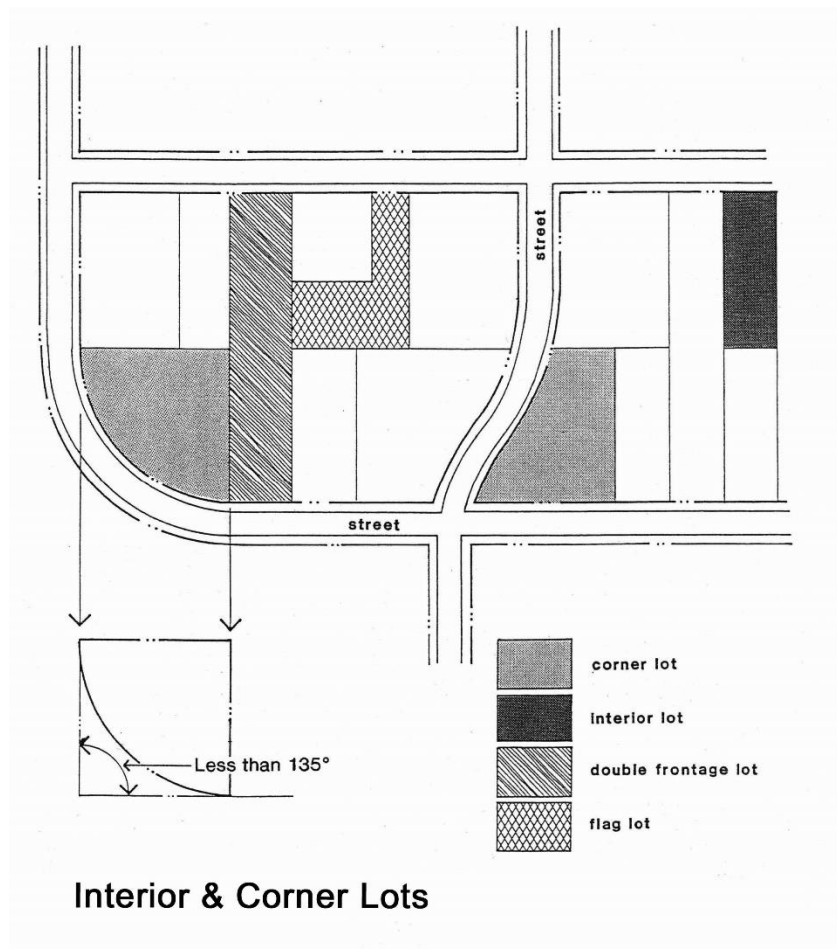 street
street
Less than 135°
corner lot
interior lot
double frontage lot
flag lot
Interior & Corner Lots